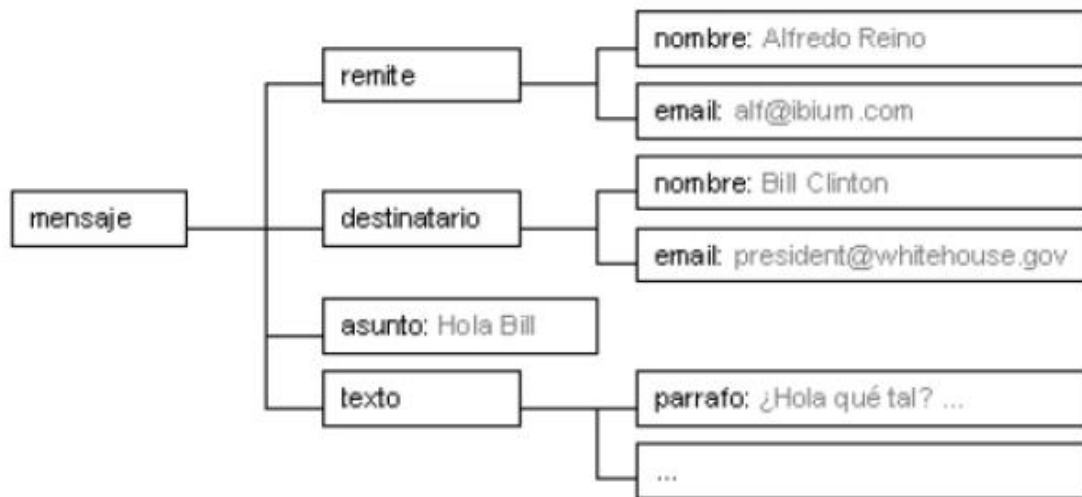 nombre: Alfredo Reino
remite
email: alf@ibium.com
nombre: Bill Clinton
mensaje
destinatario
email: president@whitehouse.gov
asunto: Hola Bill
texto
parrafo: ¿Hola qué tal? ...
...